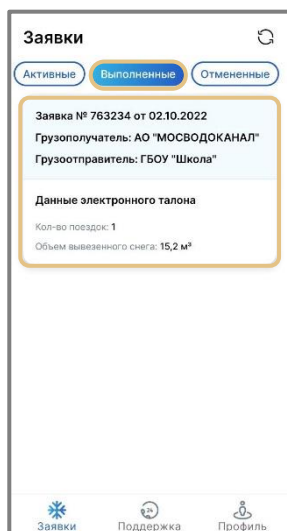 Заявки
Активные Выполненные Отмененные
Заявка № 763234 от 02.10.2022
Грузополучатель: АО "МОСВОДОКАНАЛ"
Грузоотправитель: ГБОУ "Школа"
Данные электронного талона
Кол-во поездок: 1
Объем вывезенного снега: 15,2 м³
24
Заявки Поддержка Профиль